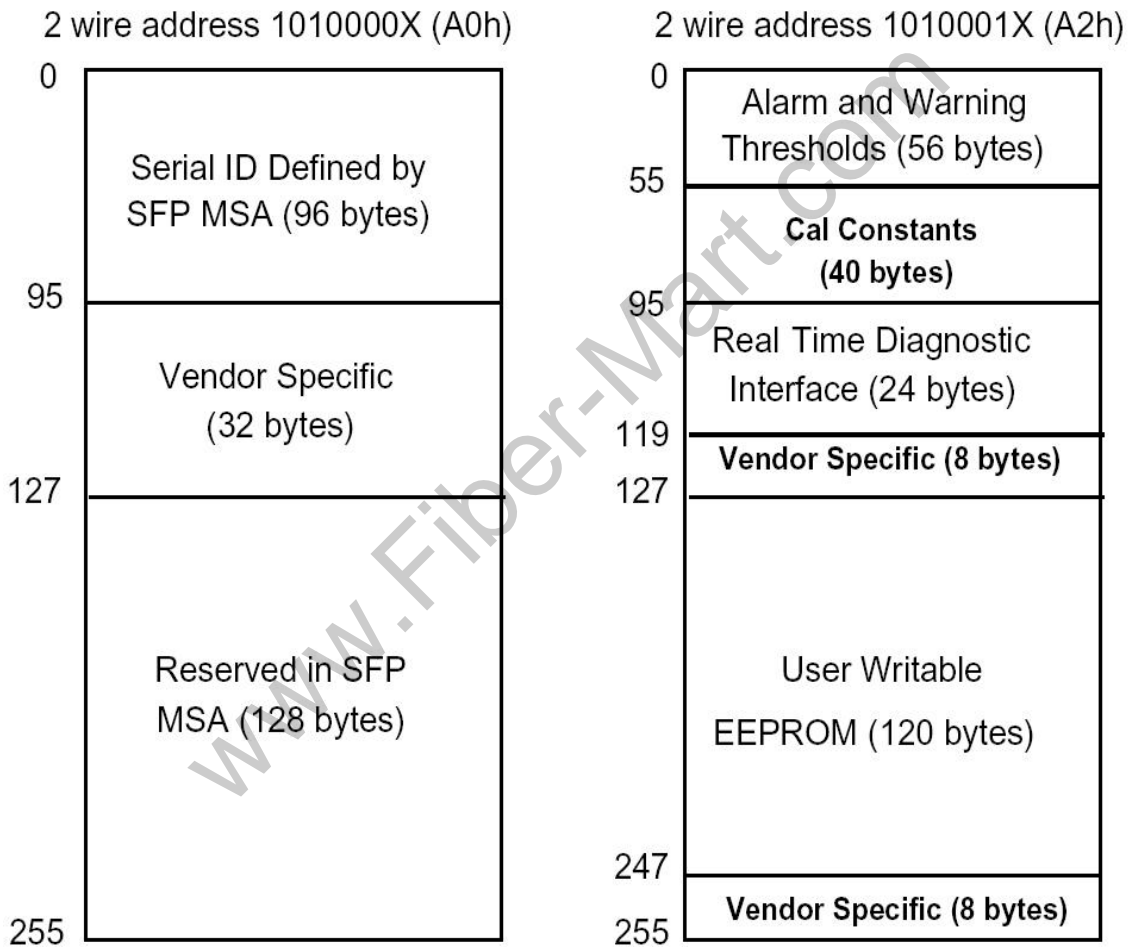 2 wire address 1010000X (A0h)
0
Serial ID Defined by
SFP MSA (96 bytes)
95
Vendor Specific
(32 bytes)
127
Reserved in SFP
MSA (128 bytes)
255
2 wire address 1010001X (A2h)
0
Alarm and Warning
Thresholds (56 bytes)
55
Cal Constants
(40 bytes)
95
Real Time Diagnostic
Interface (24 bytes)
119
Vendor Specific (8 bytes)
127
User Writable
EEPROM (120 bytes)
247
Vendor Specific (8 bytes)
255
www.Fiber-Mart.com